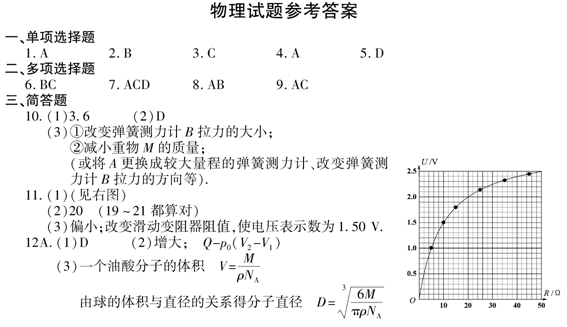 物理试题参考答案
一、单项选择题
1. A 2. B 3. C 4. A 5. D
二、多项选择题
6. BC 7. ACD 8. AB 9. AC
三、简答题
10. (1)3. 6 (2)D
(3)①改变弹簧测力计 B 拉力的大小；
②减小重物 M 的质量；
(或将 A 更换成较大量程的弹簧测力计、改变弹簧测
力计 B 拉力的方向等).
11. (1)(见右图)
(2)20 (19 ~ 21 都算对)
(3)偏小；改变滑动变阻器阻值，使电压表示数为 1. 50 V.
12A. (1)D (2)增大； Q-p₀(V₂-V₁)
(3)一个油酸分子的体积 V=M/ρN_A
由球的体积与直径的关系得分子直径 D=∛(6M/πρN_A)
U/V
2.5
2.0
1.5
1.0
0.5
O 10 20 30 40 50
R/Ω